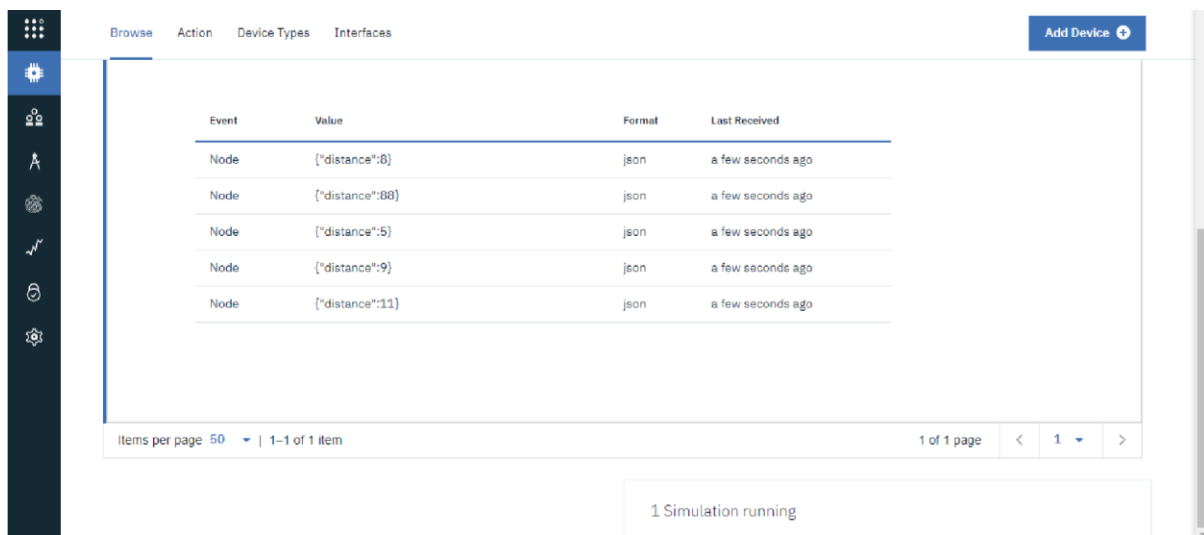 Browse Action Device Types Interfaces Add Device
Event Value Format Last Received
Node {"distance":8} json a few seconds ago
Node {"distance":88} json a few seconds ago
Node {"distance":5} json a few seconds ago
Node {"distance":9} json a few seconds ago
Node {"distance":11} json a few seconds ago
Items per page 50 | 1–1 of 1 item 1 of 1 page < 1 >
1 Simulation running